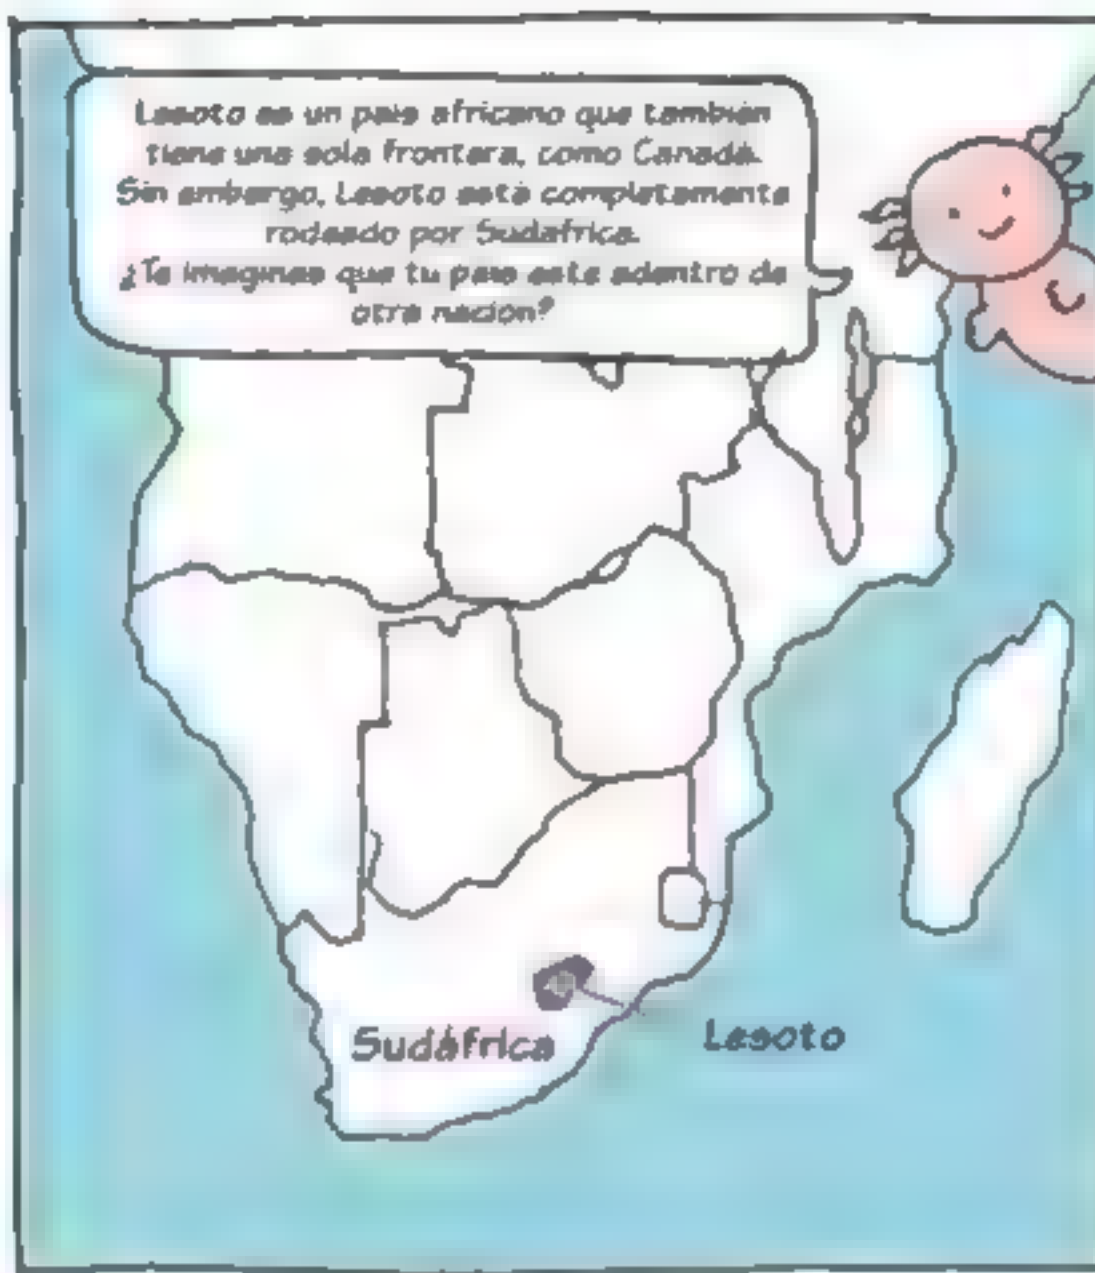 Lesoto es un país africano que también
tiene una sola frontera, como Canadá.
Sin embargo, Lesoto está completamente
rodeado por Sudáfrica.
¿Te imaginas que tu país esté adentro de
otra nación?
Sudáfrica
Lesoto